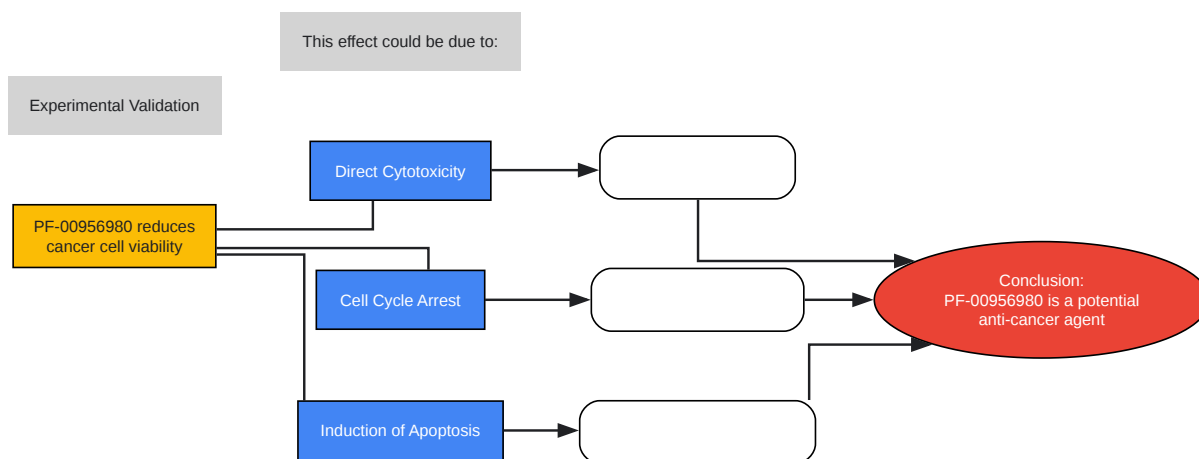 This effect could be due to:
Experimental Validation
Direct Cytotoxicity
PF-00956980 reduces
cancer cell viability
Cell Cycle Arrest
Conclusion:
PF-00956980 is a potential
anti-cancer agent
Induction of Apoptosis